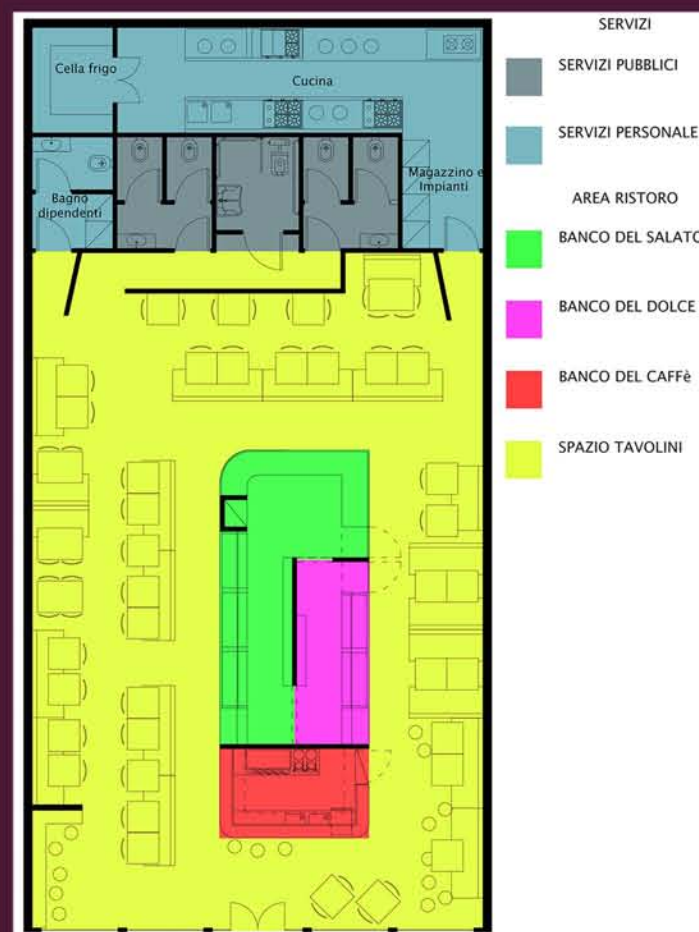 Cella frigo
Cucina
Bagno
dipendenti
Magazzino e
Impianti
SERVIZI
SERVIZI PUBBLICI
SERVIZI PERSONALE
AREA RISTORO
BANCO DEL SALATO
BANCO DEL DOLCE
BANCO DEL CAFFè
SPAZIO TAVOLINI